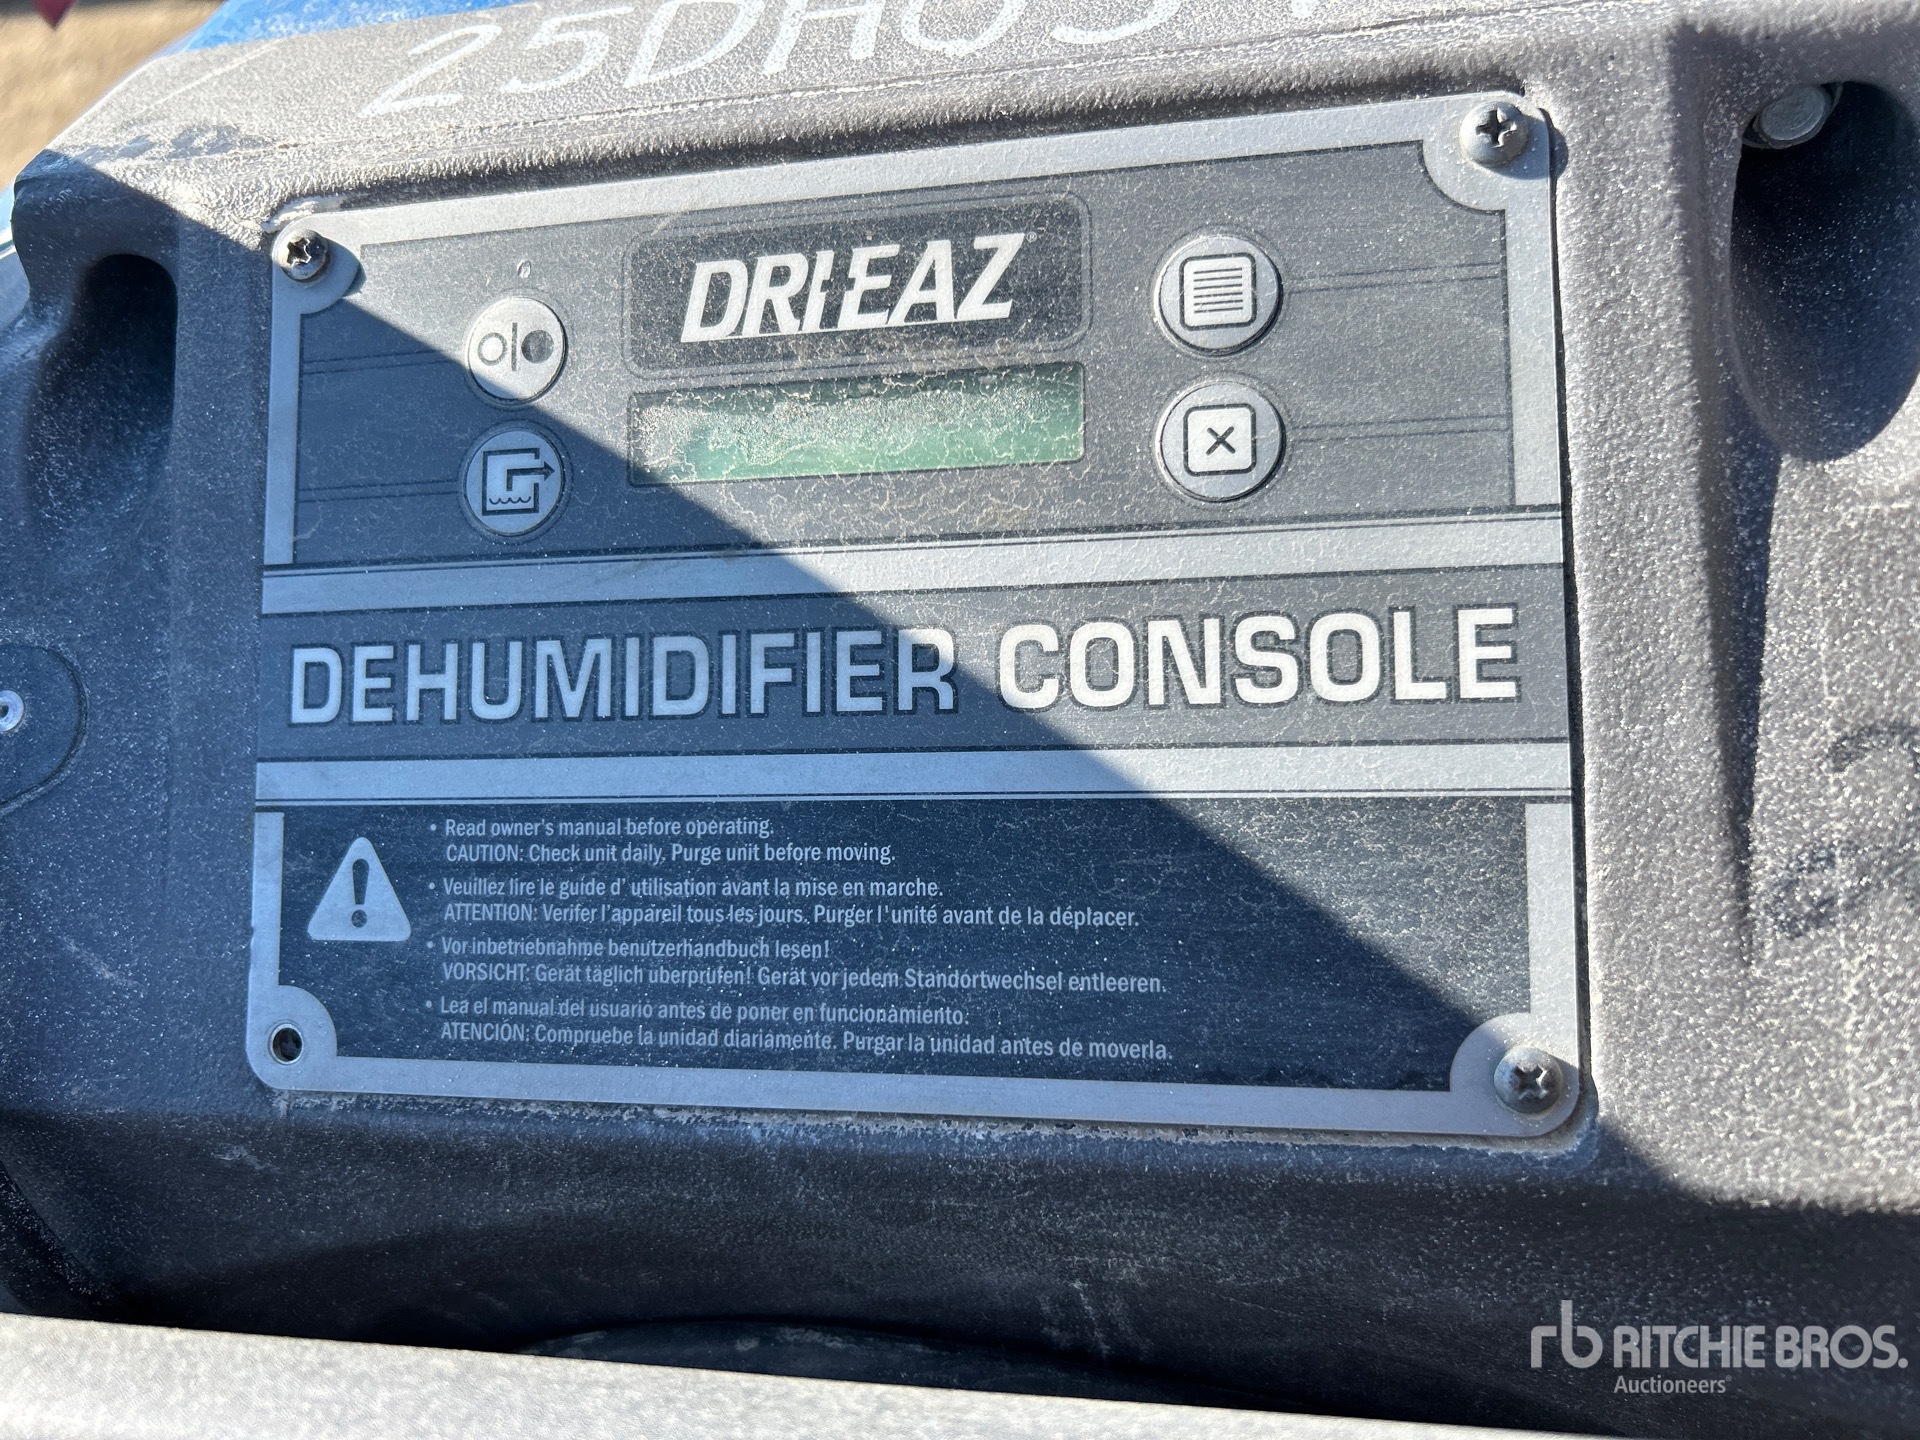 DRI-EAZ®
DEHUMIDIFIER CONSOLE
• Read owner's manual before operating.
CAUTION: Check unit daily. Purge unit before moving.
• Veuillez lire le guide d' utilisation avant la mise en marche.
ATTENTION: Verifer l'appareil tous les jours. Purger l'unité avant de la déplacer.
• Vor inbetriebnahme benutzerhandbuch lesen!
VORSICHT: Gerät täglich uberprüfen! Gerät vor jedem Standortwechsel entleeren.
• Lea el manual del usuario antes de poner en funcionamiento.
ATENCIÓN: Compruebe la unidad diariamente. Purgar la unidad antes de moverla.
rb RITCHIE BROS.
Auctioneers